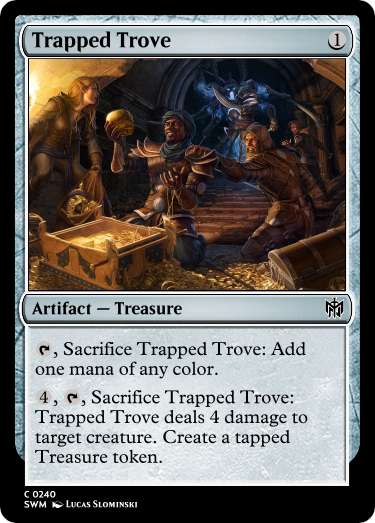 Trapped Trove 1
Artifact — Treasure
, Sacrifice Trapped Trove: Add
one mana of any color.
4, , Sacrifice Trapped Trove:
Trapped Trove deals 4 damage to
target creature. Create a tapped
Treasure token.
C 0240
SWM Lucas Slominski